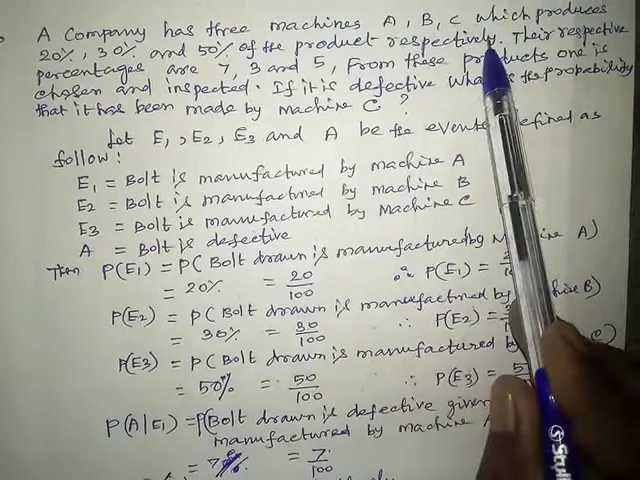 A Company has three machines A, B, C which produces
20%, 30% and 50% of the product respectively. Their respective
percentages are 7, 3 and 5, From these products one is
chosen and inspected. If it is defective the probability
that it has been made by machine C ?
Let E1, E2, E3 and A be the events defined as
follow:
E1 = Bolt is manufactured by machine A
E2 = Bolt is manufactured by machine B
E3 = Bolt is manufactured by Machine C
A = Bolt is defective
Then P(E1) = P( Bolt drawn is manufactured by A)
= 20% = 20/100 ∴ P(E1) =
P(E2) = P( Bolt drawn is manufactured by B)
= 30% = 30/100 ∴ P(E2) =
P(E3) = P( Bolt drawn is manufactured by C)
= 50% = 50/100 ∴ P(E3) =
P(A|E1) = P(Bolt drawn is defective given
manufactured by machine A
= 7% = 7/100